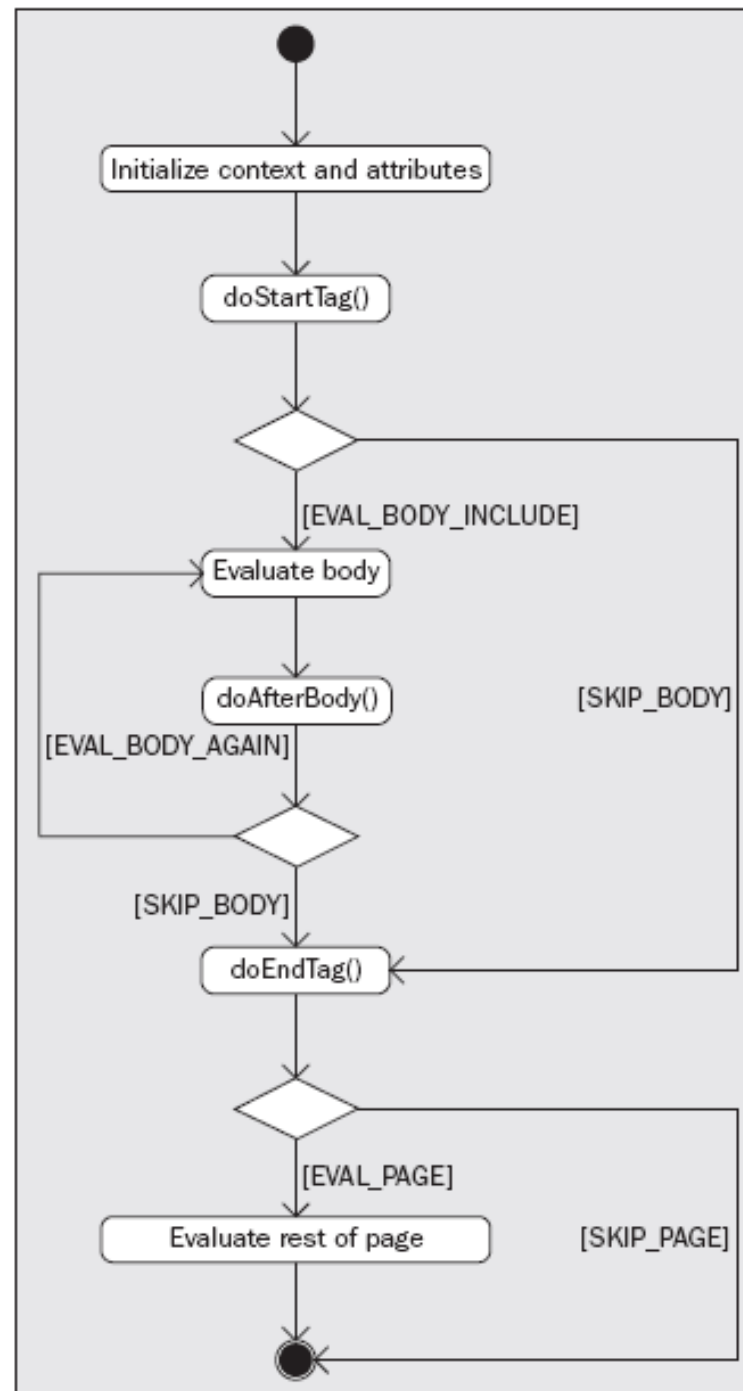 Initialize context and attributes
doStartTag()
[EVAL_BODY_INCLUDE]
Evaluate body
doAfterBody()
[SKIP_BODY]
[EVAL_BODY_AGAIN]
[SKIP_BODY]
doEndTag()
[EVAL_PAGE]
Evaluate rest of page
[SKIP_PAGE]